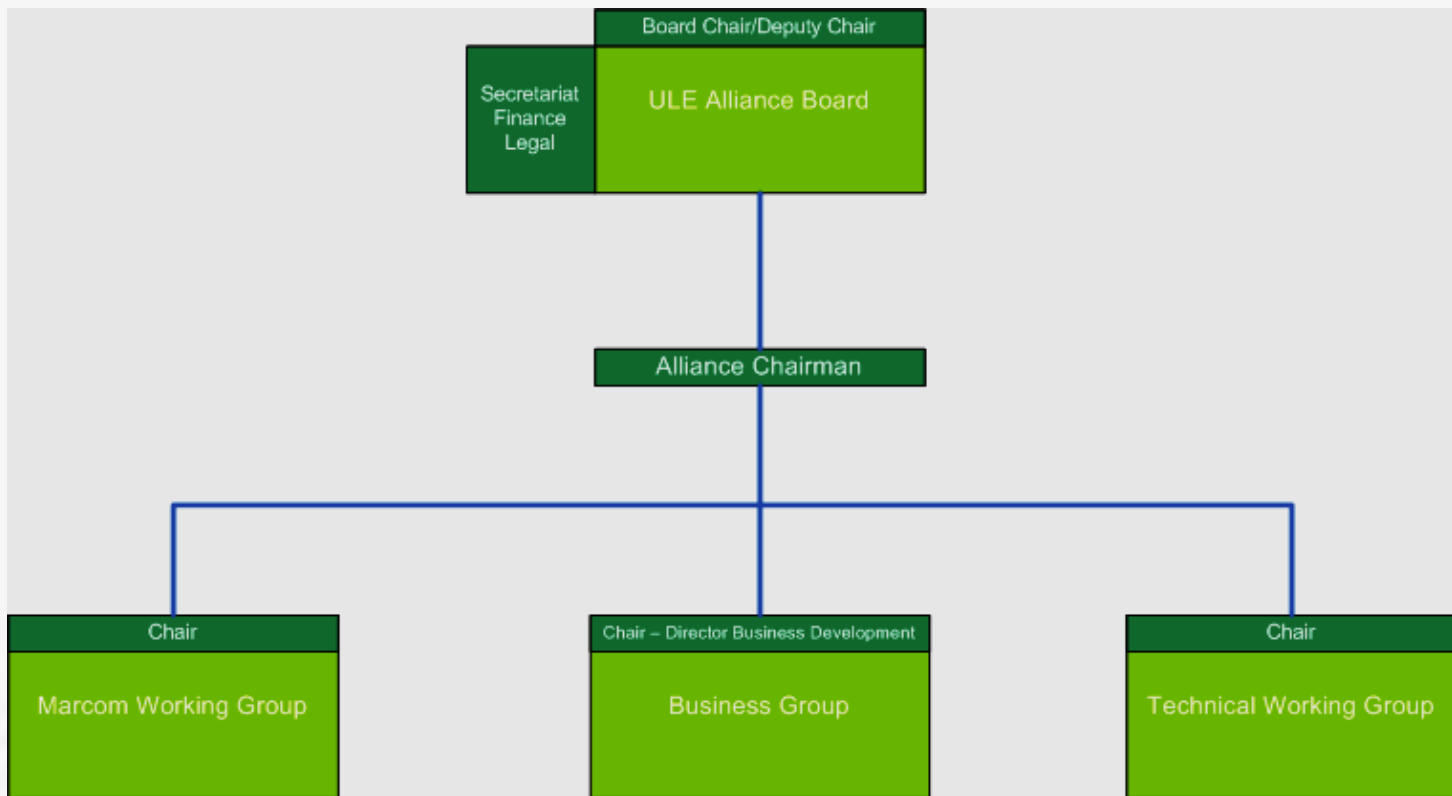 Board Chair/Deputy Chair
Secretariat
Finance
Legal
ULE Alliance Board
Alliance Chairman
Chair
Marcom Working Group
Chair – Director Business Development
Business Group
Chair
Technical Working Group